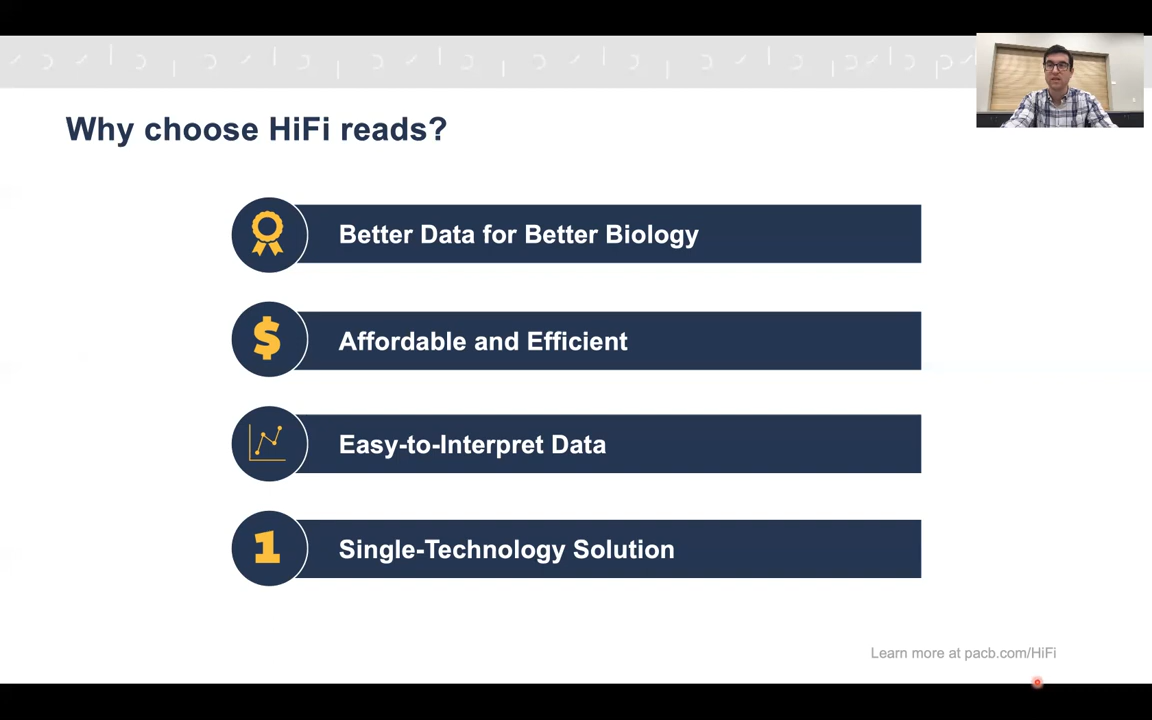 Why choose HiFi reads?
Better Data for Better Biology
$
Affordable and Efficient
Easy-to-Interpret Data
1
Single-Technology Solution
Learn more at pacb.com/HiFi